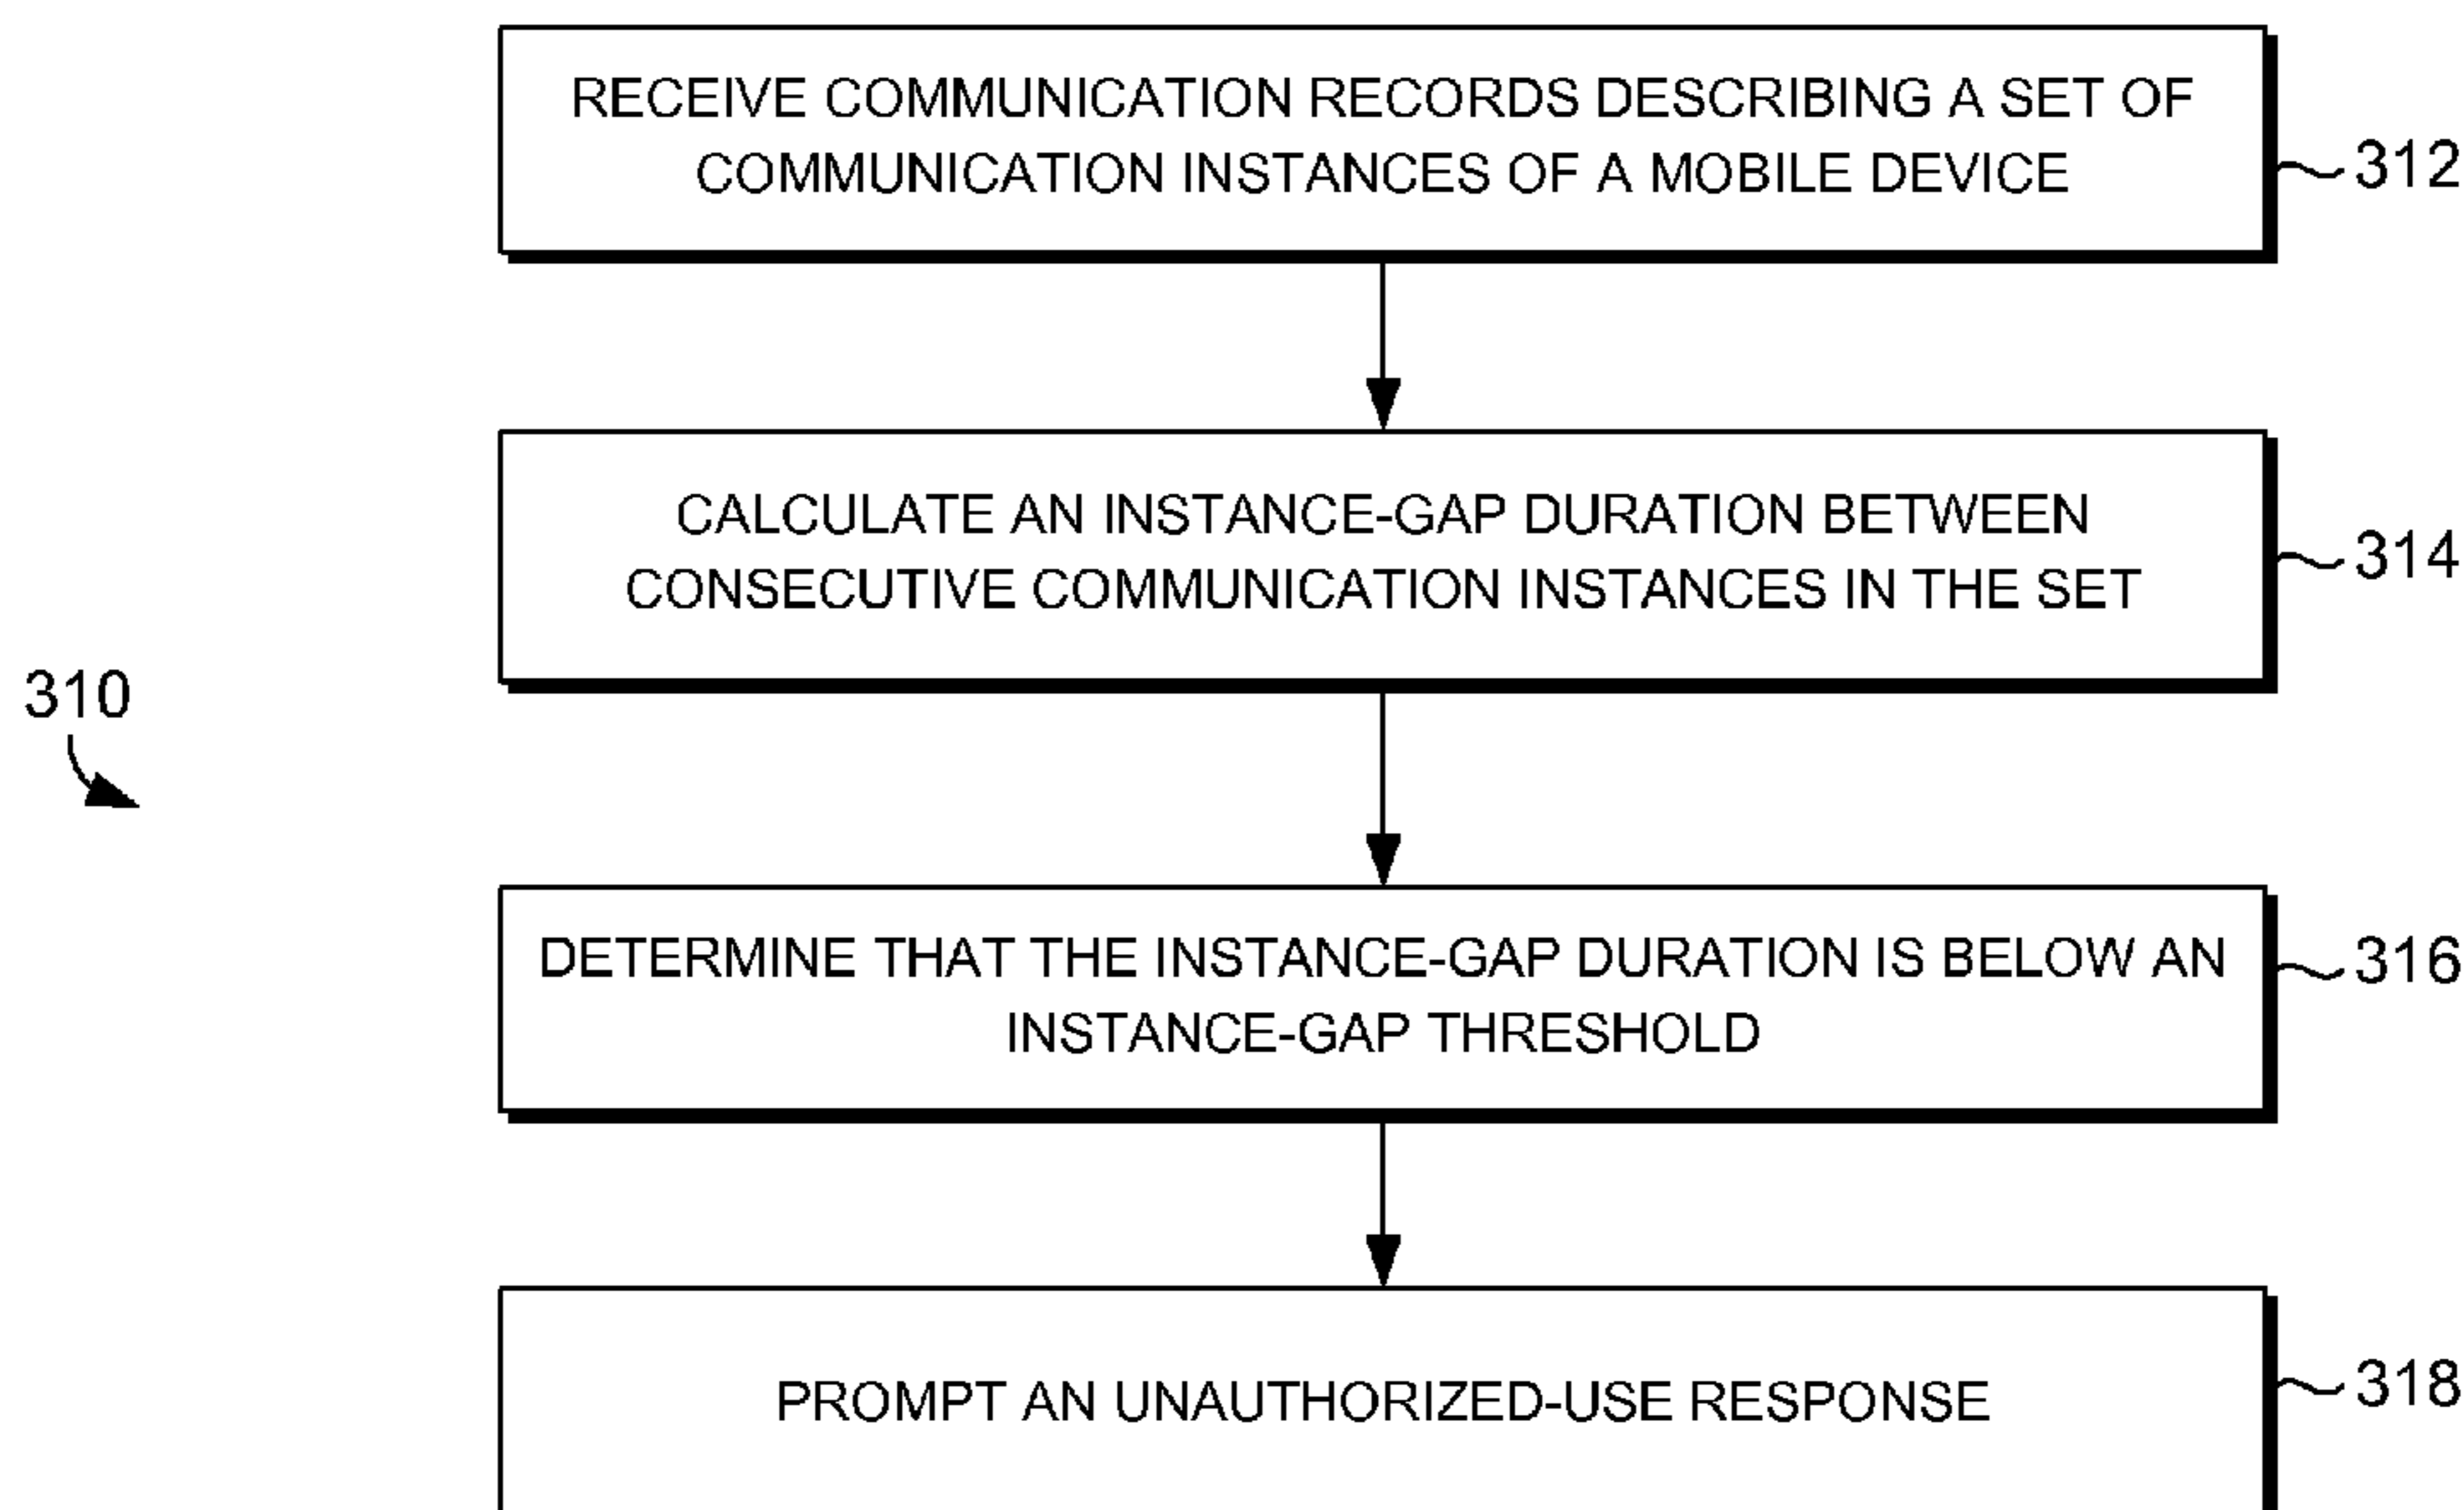 RECEIVE COMMUNICATION RECORDS DESCRIBING A SET OF
COMMUNICATION INSTANCES OF A MOBILE DEVICE
312
CALCULATE AN INSTANCE-GAP DURATION BETWEEN
CONSECUTIVE COMMUNICATION INSTANCES IN THE SET
314
310
DETERMINE THAT THE INSTANCE-GAP DURATION IS BELOW AN
INSTANCE-GAP THRESHOLD
316
PROMPT AN UNAUTHORIZED-USE RESPONSE
318